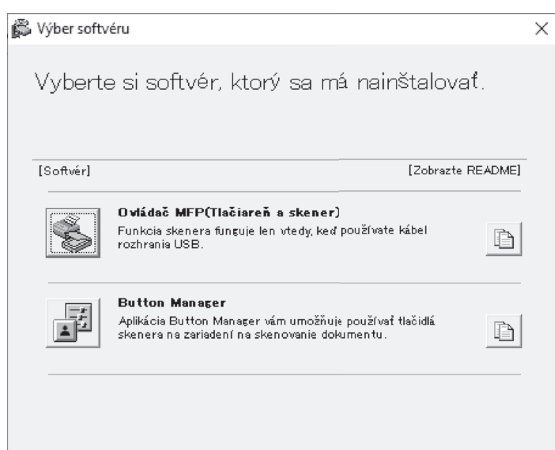 Výber softvéru
Vyberte si softvér, ktorý sa má nainštalovať.
[Softvér] [Zobrazte README]
Ovládač MFP(Tlačiareň a skener)
Funkcia skenera funguje len vtedy, keď používate kábel
rozhrania USB.
Button Manager
Aplikácia Button Manager vám umožňuje používať tlačidlá
skenera na zariadení na skenovanie dokumentu.